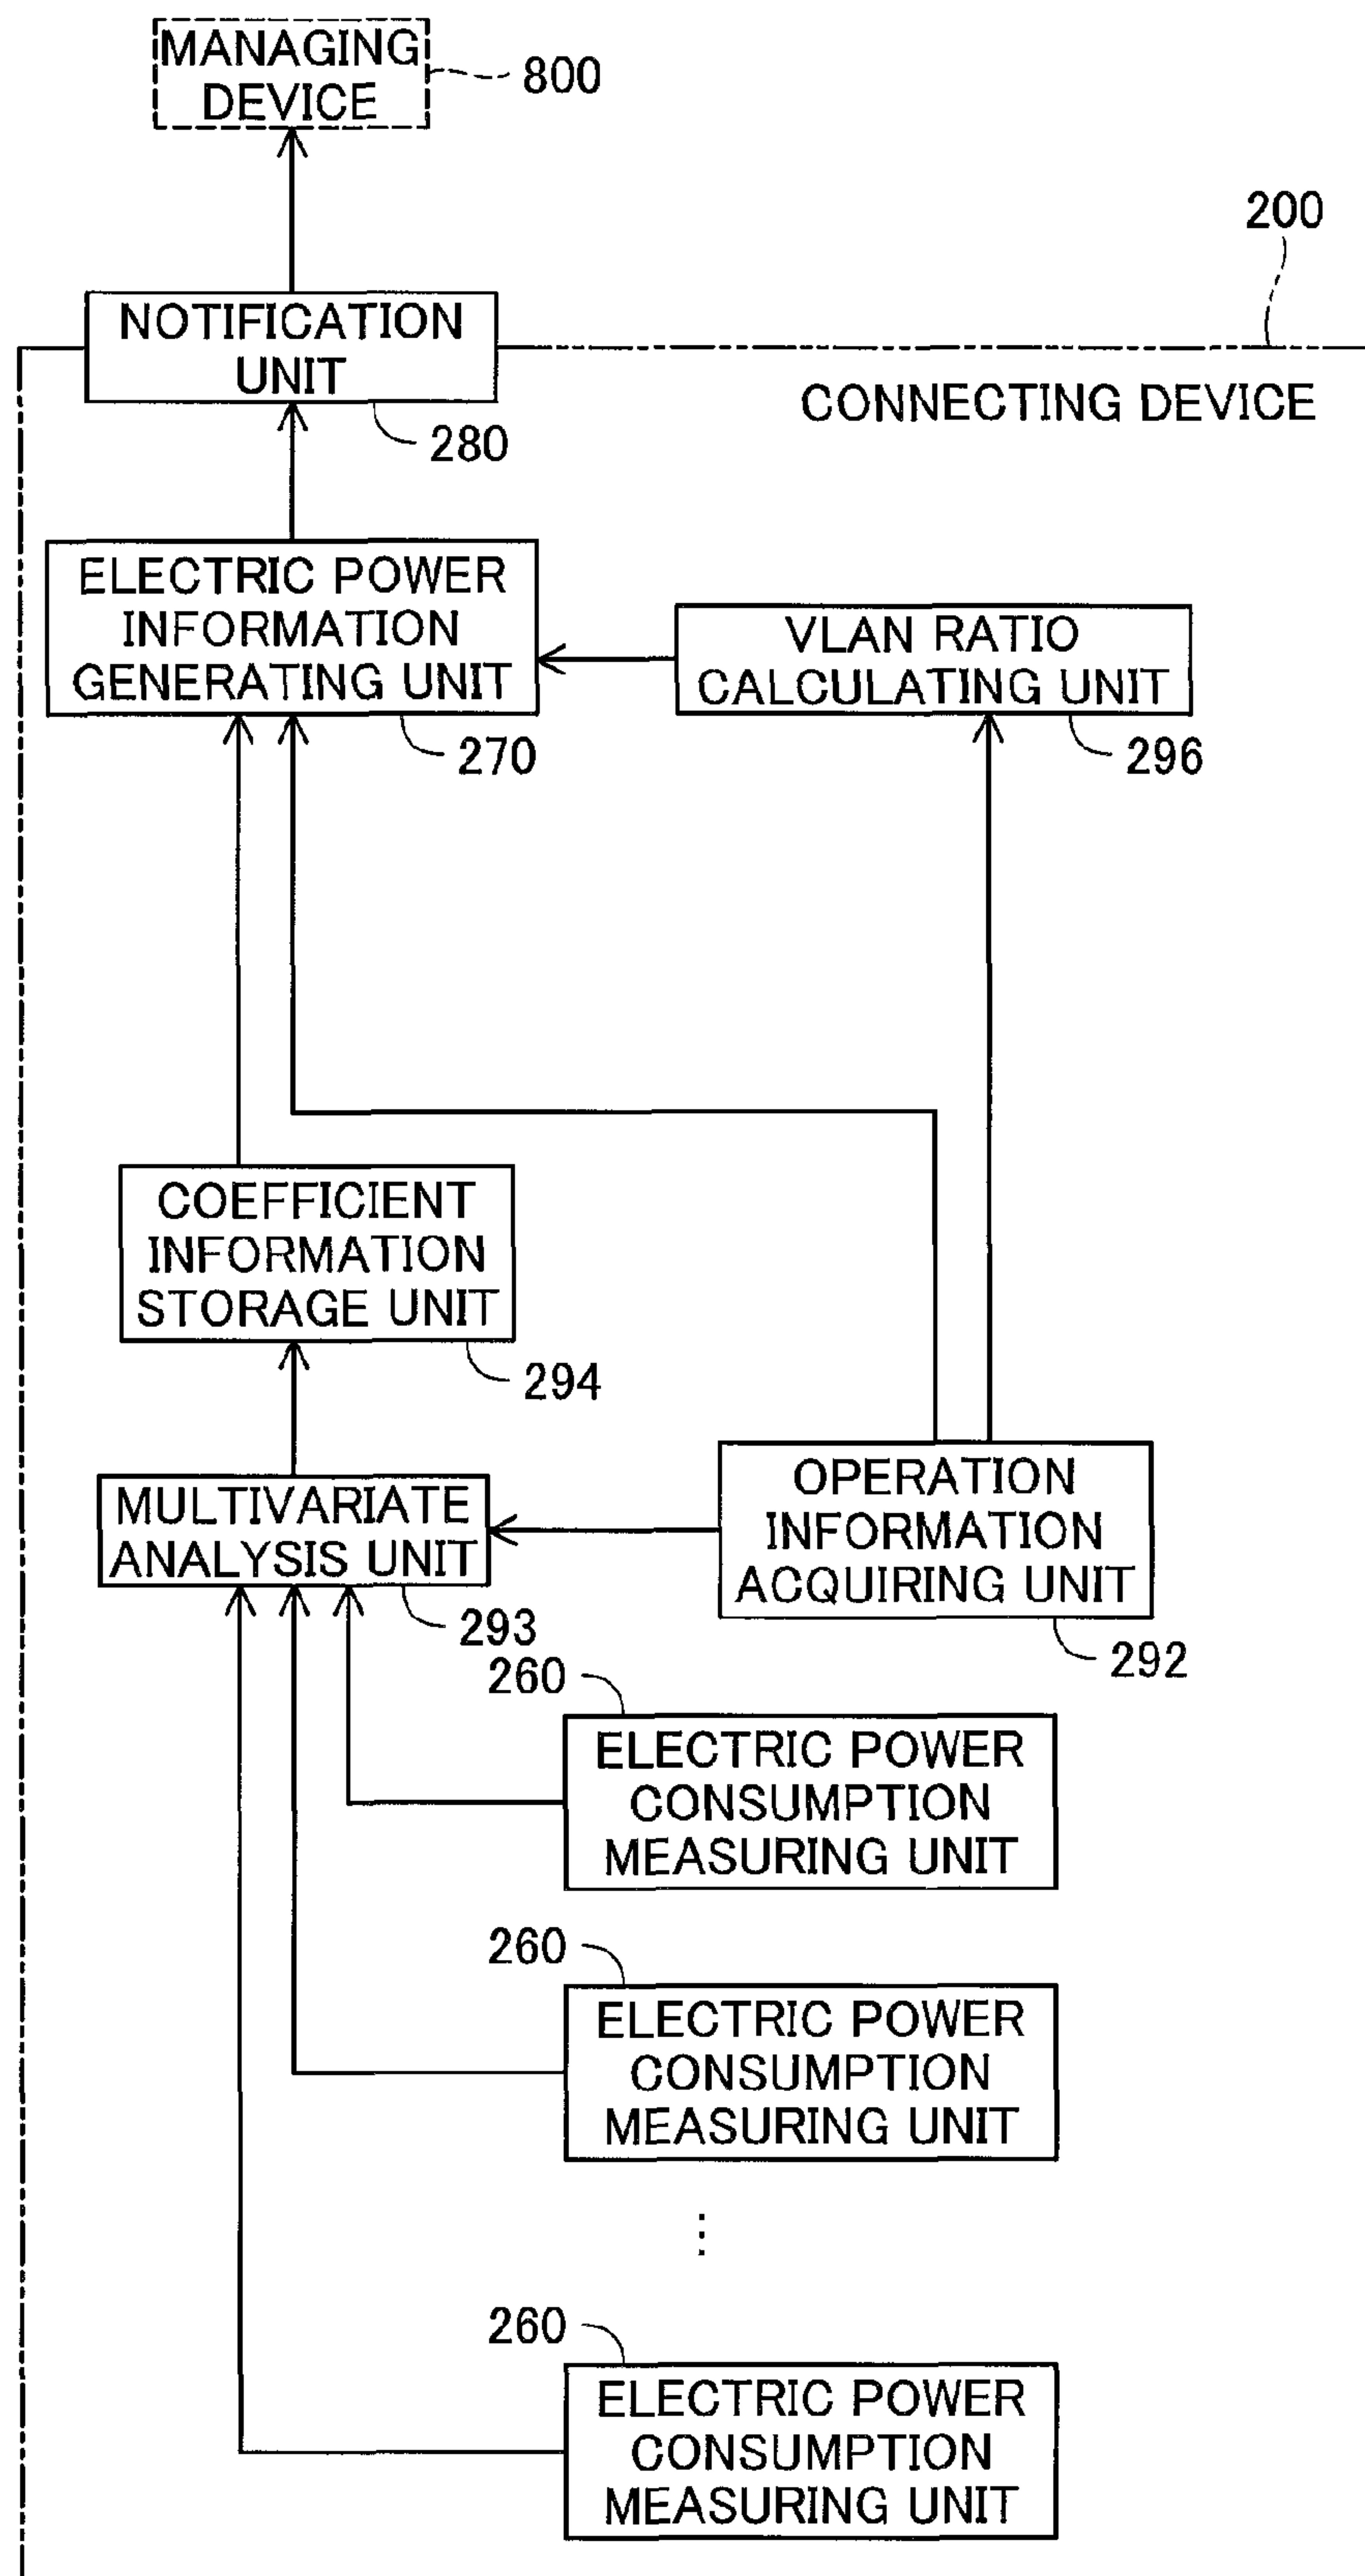 MANAGING
DEVICE
800
200
NOTIFICATION
UNIT
CONNECTING DEVICE
280
ELECTRIC POWER
INFORMATION
GENERATING UNIT
270
VLAN RATIO
CALCULATING UNIT
296
COEFFICIENT
INFORMATION
STORAGE UNIT
294
MULTIVARIATE
ANALYSIS UNIT
293
OPERATION
INFORMATION
ACQUIRING UNIT
292
260
ELECTRIC POWER
CONSUMPTION
MEASURING UNIT
260
ELECTRIC POWER
CONSUMPTION
MEASURING UNIT
⋮
260
ELECTRIC POWER
CONSUMPTION
MEASURING UNIT